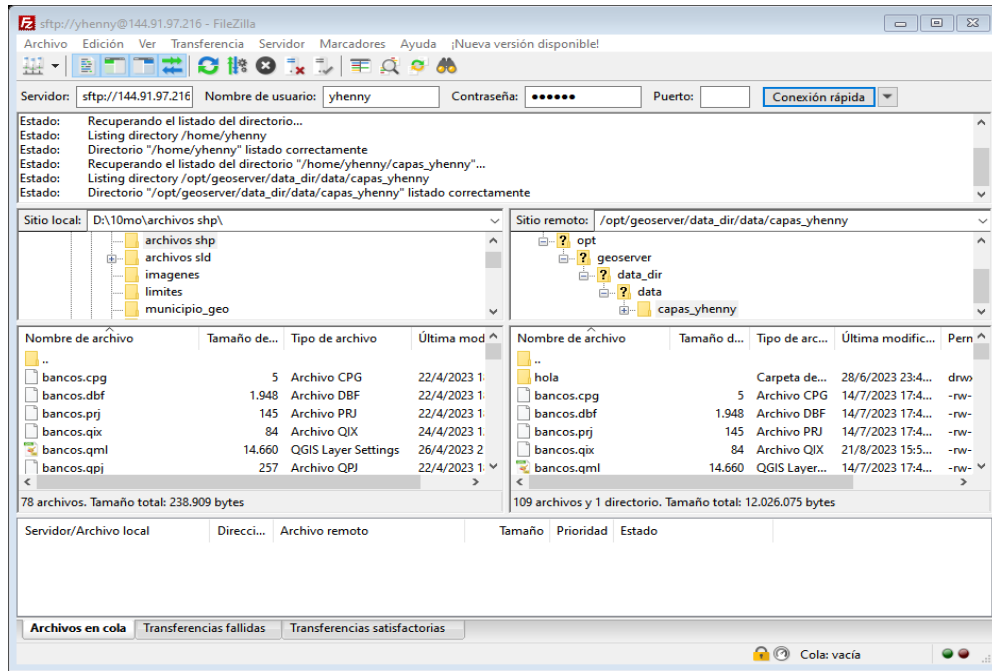 sftp://yhenny@144.91.97.216 - FileZilla
Archivo Edición Ver Transferencia Servidor Marcadores Ayuda ¡Nueva versión disponible!
Servidor: sftp://144.91.97.216 Nombre de usuario: yhenny Contraseña: ●●●●●● Puerto: Conexión rápida
Estado: Recuperando el listado del directorio...
Estado: Listing directory /home/yhenny
Estado: Directorio "/home/yhenny" listado correctamente
Estado: Recuperando el listado del directorio "/home/yhenny/capas_yhenny"...
Estado: Listing directory /opt/geoserver/data_dir/data/capas_yhenny
Estado: Directorio "/opt/geoserver/data_dir/data/capas_yhenny" listado correctamente
Sitio local: D:\10mo\archivos shp\
archivos shp
archivos sld
imagenes
limites
municipio_geo
Sitio remoto: /opt/geoserver/data_dir/data/capas_yhenny
? opt
? geoserver
? data_dir
? data
capas_yhenny
Nombre de archivo Tamaño de... Tipo de archivo Última mod
..
bancos.cpg 5 Archivo CPG 22/4/2023 1
bancos.dbf 1.948 Archivo DBF 22/4/2023 1
bancos.prj 145 Archivo PRJ 22/4/2023 1
bancos.qix 84 Archivo QIX 24/4/2023 1
bancos.qml 14.660 QGIS Layer Settings 26/4/2023 2
bancos.qpj 257 Archivo QPJ 22/4/2023 1
78 archivos. Tamaño total: 238.909 bytes
Nombre de archivo Tamaño d... Tipo de arc... Última modific... Perm
..
hola Carpeta de... 28/6/2023 23:4... drwx
bancos.cpg 5 Archivo CPG 14/7/2023 17:4... -rw-
bancos.dbf 1.948 Archivo DBF 14/7/2023 17:4... -rw-
bancos.prj 145 Archivo PRJ 14/7/2023 17:4... -rw-
bancos.qix 84 Archivo QIX 21/8/2023 15:5... -rw-
bancos.qml 14.660 QGIS Layer... 14/7/2023 17:4... -rw-
109 archivos y 1 directorio. Tamaño total: 12.026.075 bytes
Servidor/Archivo local Direcci... Archivo remoto Tamaño Prioridad Estado
Archivos en cola Transferencias fallidas Transferencias satisfactorias
Cola: vacía